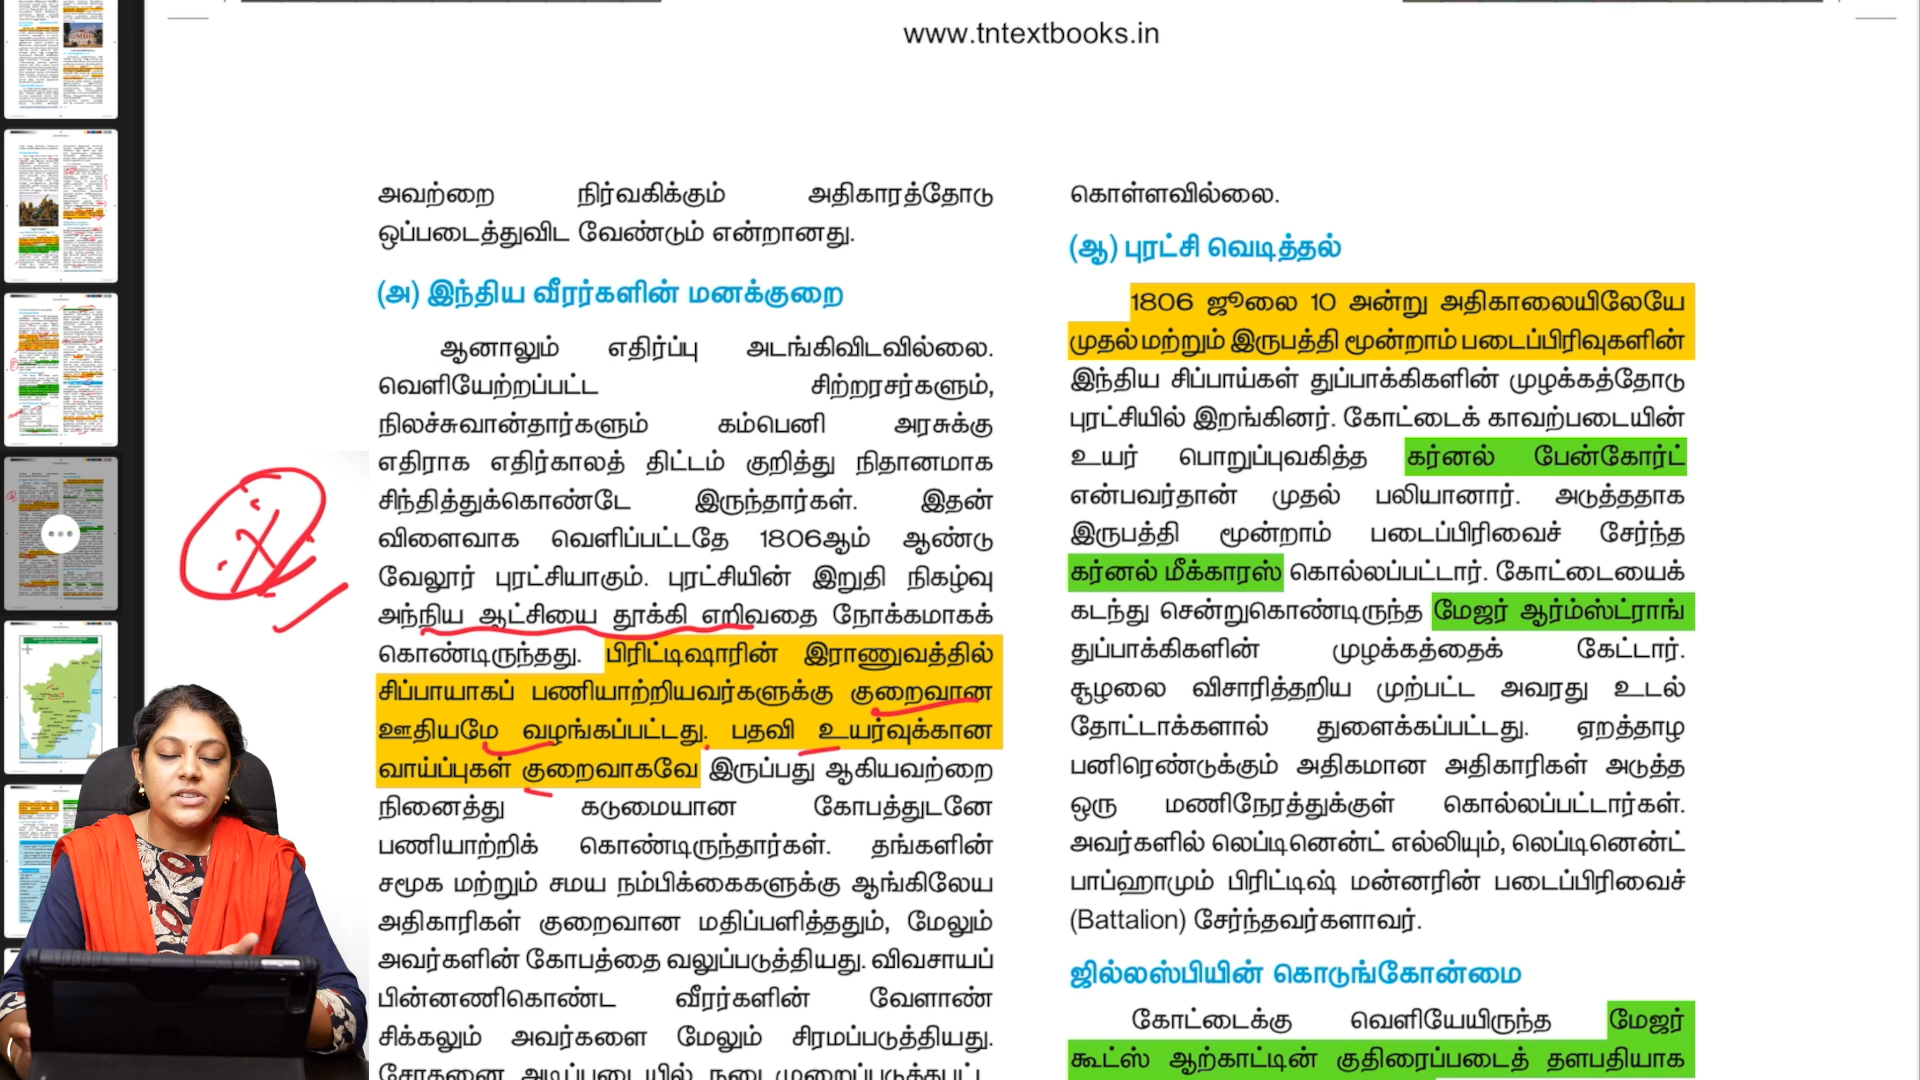 www.tntextbooks.in
அவற்றை நிர்வகிக்கும் அதிகாரத்தோடு
ஒப்படைத்துவிட வேண்டும் என்றானது.
(அ) இந்திய வீரர்களின் மனக்குறை
ஆனாலும் எதிர்ப்பு அடங்கிவிடவில்லை.
வெளியேற்றப்பட்ட சிற்றரசர்களும்,
நிலச்சுவான்தார்களும் கம்பெனி அரசுக்கு
எதிராக எதிர்காலத் திட்டம் குறித்து நிதானமாக
சிந்தித்துக்கொண்டே இருந்தார்கள். இதன்
விளைவாக வெளிப்பட்டதே 1806ஆம் ஆண்டு
வேலூர் புரட்சியாகும். புரட்சியின் இறுதி நிகழ்வு
அந்நிய ஆட்சியை தூக்கி எறிவதை நோக்கமாகக்
கொண்டிருந்தது. பிரிட்டிஷாரின் இராணுவத்தில்
சிப்பாயாகப் பணியாற்றியவர்களுக்கு குறைவான
ஊதியமே வழங்கப்பட்டது. பதவி உயர்வுக்கான
வாய்ப்புகள் குறைவாகவே இருப்பது ஆகியவற்றை
நினைத்து கடுமையான கோபத்துடனே
பணியாற்றிக் கொண்டிருந்தார்கள். தங்களின்
சமூக மற்றும் சமய நம்பிக்கைகளுக்கு ஆங்கிலேய
அதிகாரிகள் குறைவான மதிப்பளித்ததும், மேலும்
அவர்களின் கோபத்தை வலுப்படுத்தியது. விவசாயப்
பின்னணிகொண்ட வீரர்களின் வேளாண்
சிக்கலும் அவர்களை மேலும் சிரமப்படுத்தியது.
கொள்ளவில்லை.
(ஆ) புரட்சி வெடித்தல்
1806 ஜூலை 10 அன்று அதிகாலையிலேயே
முதல் மற்றும் இருபத்தி மூன்றாம் படைப்பிரிவுகளின்
இந்திய சிப்பாய்கள் துப்பாக்கிகளின் முழக்கத்தோடு
புரட்சியில் இறங்கினர். கோட்டைக் காவற்படையின்
உயர் பொறுப்புவகித்த கர்னல் பேன்கோர்ட்
என்பவர்தான் முதல் பலியானார். அடுத்ததாக
இருபத்தி மூன்றாம் படைப்பிரிவைச் சேர்ந்த
கர்னல் மீக்காரஸ் கொல்லப்பட்டார். கோட்டையைக்
கடந்து சென்றுகொண்டிருந்த மேஜர் ஆர்ம்ஸ்ட்ராங்
துப்பாக்கிகளின் முழக்கத்தைக் கேட்டார்.
சூழலை விசாரித்தறிய முற்பட்ட அவரது உடல்
தோட்டாக்களால் துளைக்கப்பட்டது. ஏறத்தாழ
பனிரெண்டுக்கும் அதிகமான அதிகாரிகள் அடுத்த
ஒரு மணிநேரத்துக்குள் கொல்லப்பட்டார்கள்.
அவர்களில் லெப்டினென்ட் எல்லியும், லெப்டினென்ட்
பாப்ஹாமும் பிரிட்டிஷ் மன்னரின் படைப்பிரிவைச்
(Battalion) சேர்ந்தவர்களாவர்.
ஜில்லஸ்பியின் கொடுங்கோன்மை
கோட்டைக்கு வெளியேயிருந்த மேஜர்
கூட்ஸ் ஆற்காட்டின் குதிரைப்படைத் தளபதியாக